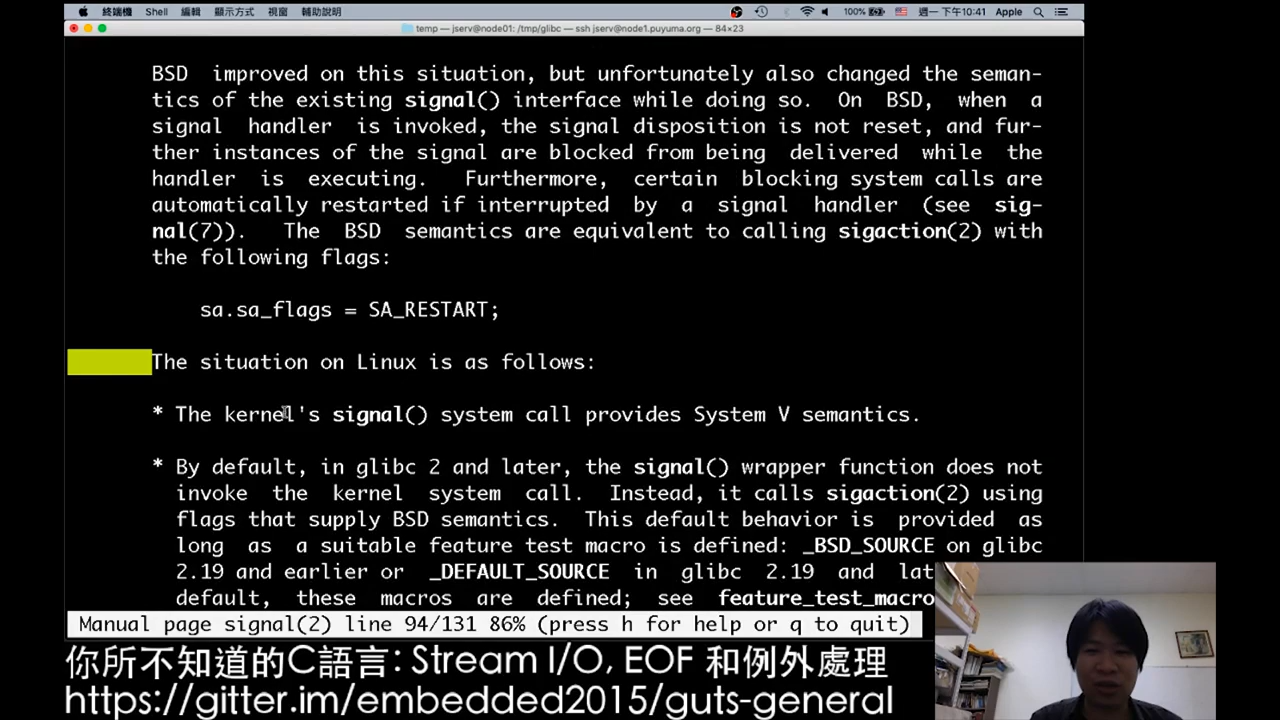 Shell 編輯 顯示方式 視窗 輔助說明 100% 週一 下午10:41 Apple
終端機
temp — jserv@node01: /tmp/glibc — ssh jserv@node1.puyuma.org — 84×23
BSD improved on this situation, but unfortunately also changed the seman-
tics of the existing signal() interface while doing so. On BSD, when a
signal handler is invoked, the signal disposition is not reset, and fur-
ther instances of the signal are blocked from being delivered while the
handler is executing. Furthermore, certain blocking system calls are
automatically restarted if interrupted by a signal handler (see sig-
nal(7)). The BSD semantics are equivalent to calling sigaction(2) with
the following flags:
sa.sa_flags = SA_RESTART;
The situation on Linux is as follows:
* The kernel's signal() system call provides System V semantics.
* By default, in glibc 2 and later, the signal() wrapper function does not
invoke the kernel system call. Instead, it calls sigaction(2) using
flags that supply BSD semantics. This default behavior is provided as
long as a suitable feature test macro is defined: _BSD_SOURCE on glibc
2.19 and earlier or _DEFAULT_SOURCE in glibc 2.19 and lat
default, these macros are defined; see feature_test_macro
Manual page signal(2) line 94/131 86% (press h for help or q to quit)
你所不知道的C語言: Stream I/O, EOF 和例外處理
https://gitter.im/embedded2015/guts-general